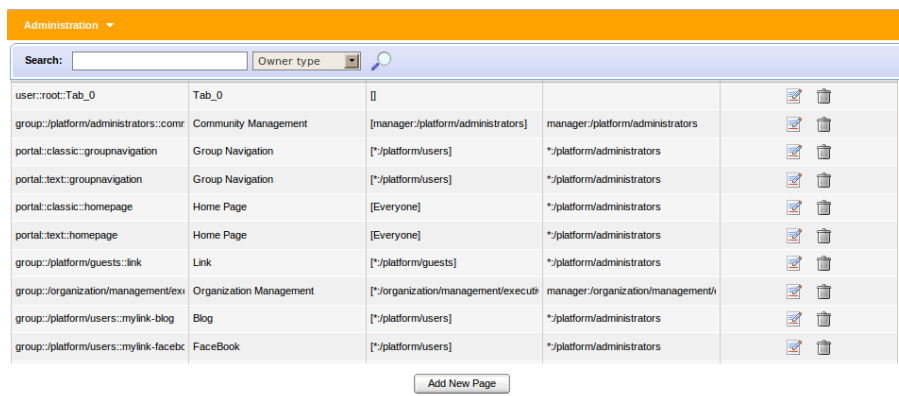 Administration
Search: Owner type
user::root::Tab_0 Tab_0 []
group::/platform/administrators::comr Community Management [manager:/platform/administrators] manager:/platform/administrators
portal::classic::groupnavigation Group Navigation [*:/platform/users] *:/platform/administrators
portal::text::groupnavigation Group Navigation [*:/platform/users] *:/platform/administrators
portal::classic::homepage Home Page [Everyone] *:/platform/administrators
portal::text::homepage Home Page [Everyone] *:/platform/administrators
group::/platform/guests::link Link [*:/platform/guests] *:/platform/administrators
group::/organization/management/exe Organization Management [*:/organization/management/executi manager:/organization/management/
group::/platform/users::mylink-blog Blog [*:/platform/users] *:/platform/administrators
group::/platform/users::mylink-facebo FaceBook [*:/platform/users] *:/platform/administrators
Add New Page